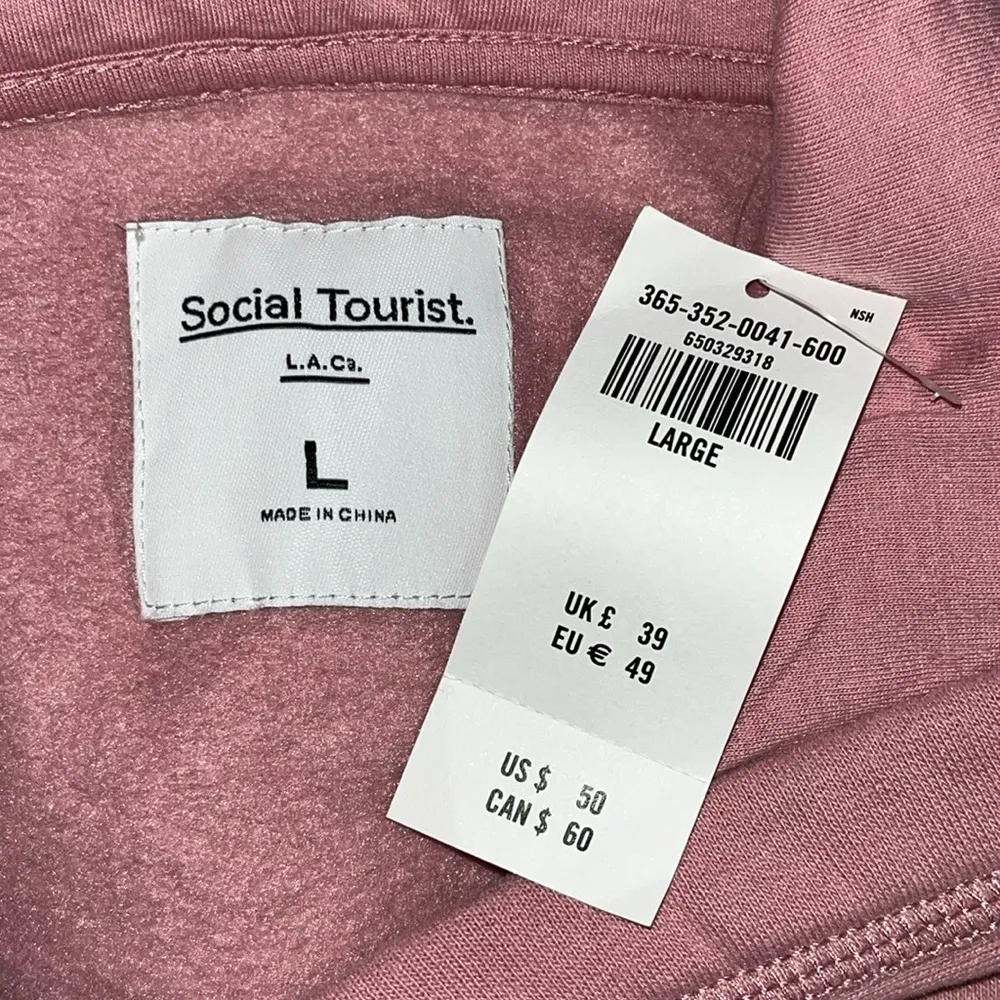 Social Tourist.
L.A.Ca.
L
MADE IN CHINA
NSH
365-352-0041-600
650329318
LARGE
UK £ 39
EU € 49
US $ 50
CAN $ 60